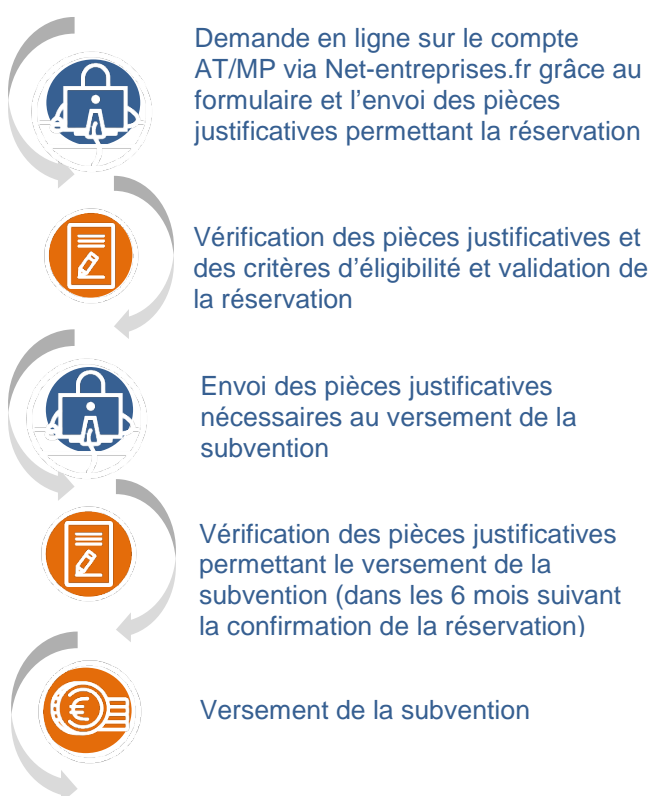 Demande en ligne sur le compte
AT/MP via Net-entreprises.fr grâce au
formulaire et l’envoi des pièces
justificatives permettant la réservation
Vérification des pièces justificatives et
des critères d’éligibilité et validation de
la réservation
Envoi des pièces justificatives
nécessaires au versement de la
subvention
Vérification des pièces justificatives
permettant le versement de la
subvention (dans les 6 mois suivant
la confirmation de la réservation)
€
Versement de la subvention